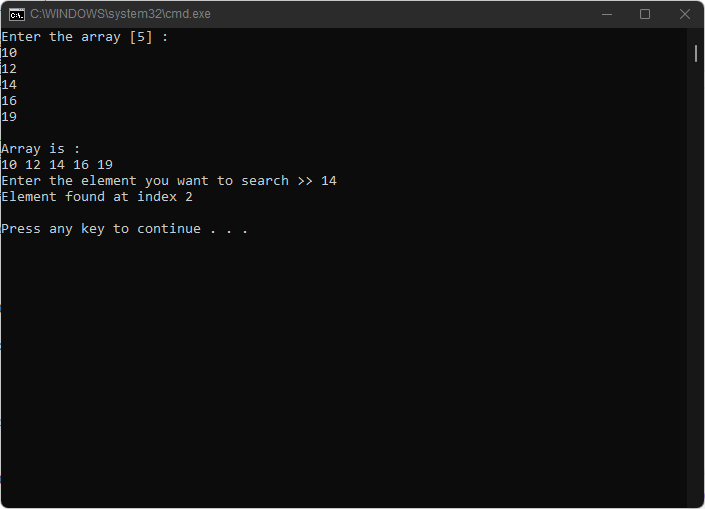 C:\WINDOWS\system32\cmd.exe
Enter the array [5] :
10
12
14
16
19
Array is :
10 12 14 16 19
Enter the element you want to search >> 14
Element found at index 2
Press any key to continue . . .